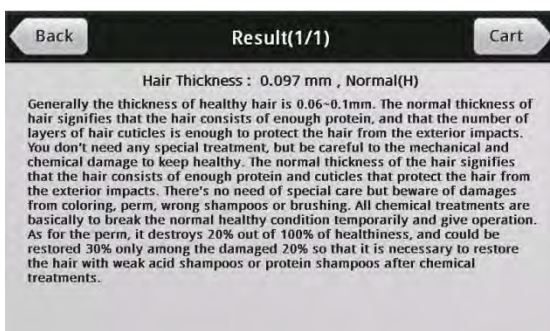 Back
Result(1/1)
Cart
Hair Thickness : 0.097 mm , Normal(H)
Generally the thickness of healthy hair is 0.06~0.1mm. The normal thickness of
hair signifies that the hair consists of enough protein, and that the number of
layers of hair cuticles is enough to protect the hair from the exterior impacts.
You don't need any special treatment, but be careful to the mechanical and
chemical damage to keep healthy. The normal thickness of the hair signifies
that the hair consists of enough protein and cuticles that protect the hair from
the exterior impacts. There's no need of special care but beware of damages
from coloring, perm, wrong shampoos or brushing. All chemical treatments are
basically to break the normal healthy condition temporarily and give operation.
As for the perm, it destroys 20% out of 100% of healthiness, and could be
restored 30% only among the damaged 20% so that it is necessary to restore
the hair with weak acid shampoos or protein shampoos after chemical
treatments.